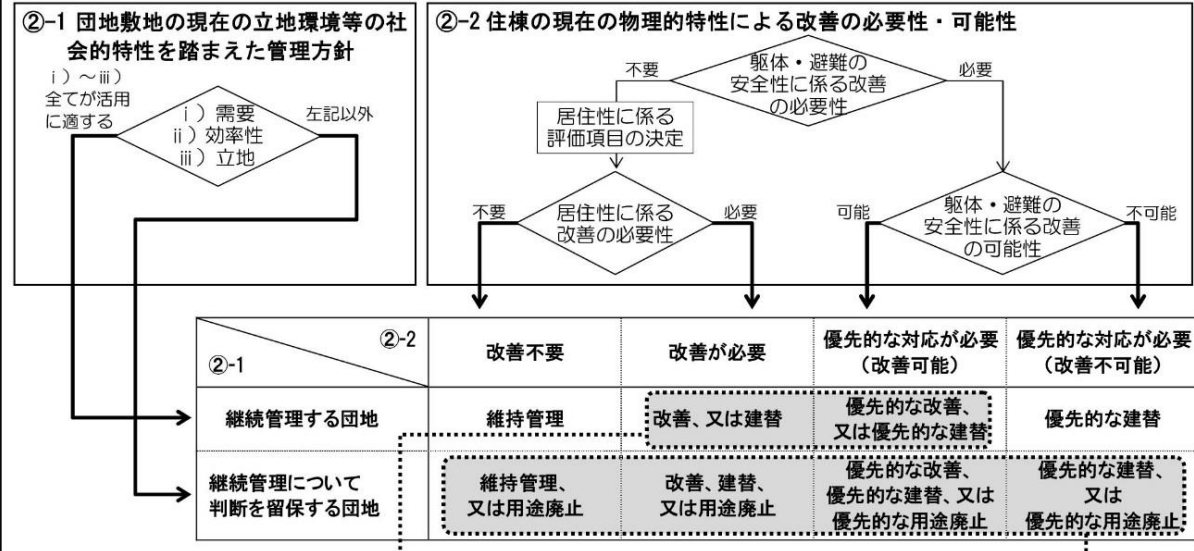 ②-1 団地敷地の現在の立地環境等の社
会的特性を踏まえた管理方針
ⅰ）～ⅲ）
全てが活用
に適する
ⅰ）需要
ⅱ）効率性
ⅲ）立地
左記以外
②-2 住棟の現在の物理的特性による改善の必要性・可能性
不要
躯体・避難の
安全性に係る改善
の必要性
必要
居住性に係る
評価項目の決定
不要
居住性に係る
改善の必要性
必要
可能
躯体・避難の
安全性に係る改善
の可能性
不可能
②-2
②-1
改善不要
改善が必要
優先的な対応が必要
（改善可能）
優先的な対応が必要
（改善不可能）
継続管理する団地
維持管理
改善、又は建替
優先的な改善、
又は優先的な建替
優先的な建替
継続管理について
判断を留保する団地
維持管理、
又は用途廃止
改善、建替、
又は用途廃止
優先的な改善、
優先的な建替、又は
優先的な用途廃止
優先的な建替、
又は
優先的な用途廃止